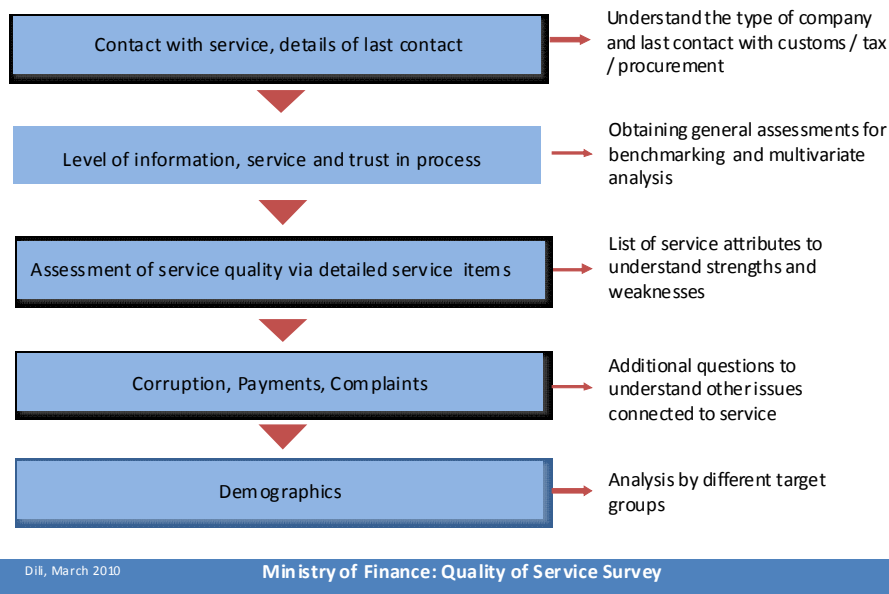 Contact with service, details of last contact
Understand the type of company
and last contact with customs / tax
/ procurement
Level of information, service and trust in process
Obtaining general assessments for
benchmarking and multivariate
analysis
Assessment of service quality via detailed service items
List of service attributes to
understand strengths and
weaknesses
Corruption, Payments, Complaints
Additional questions to
understand other issues
connected to service
Demographics
Analysis by different target
groups
Dili, March 2010
Ministry of Finance: Quality of Service Survey